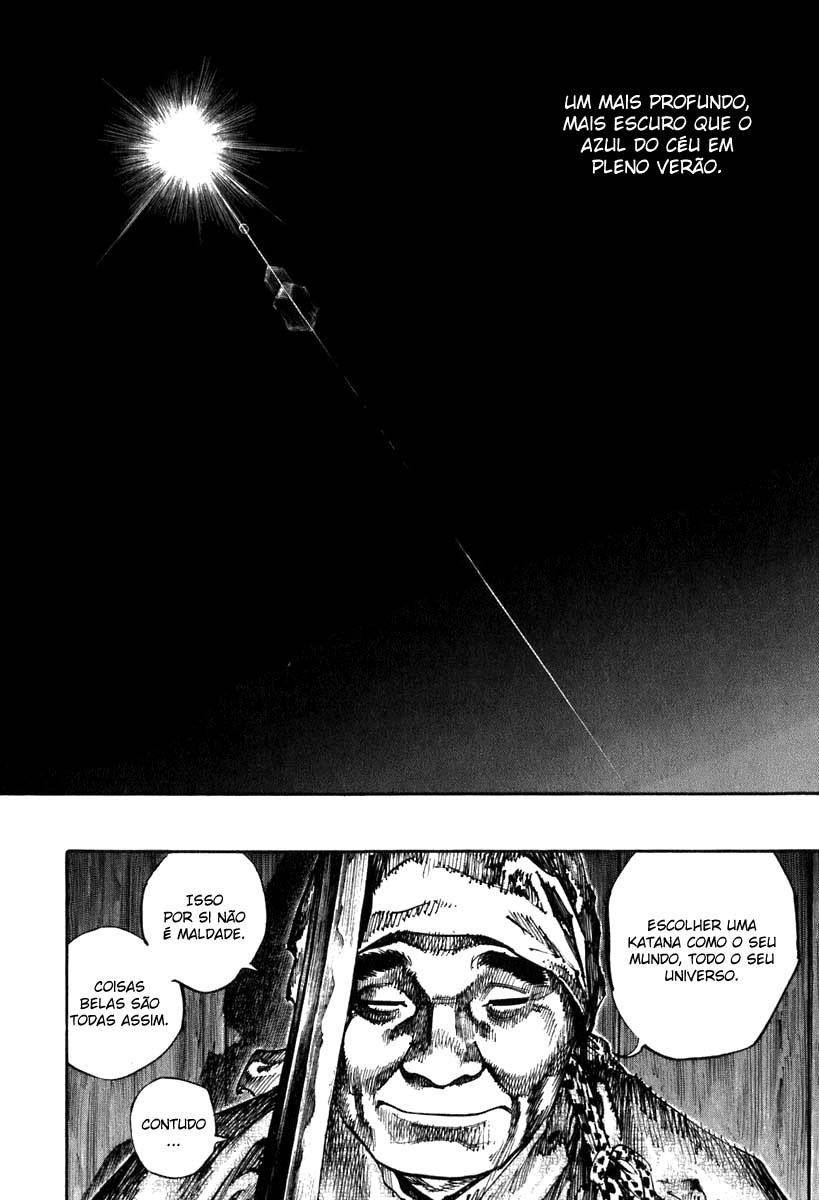 UM MAIS PROFUNDO,
MAIS ESCURO QUE O
AZUL DO CÉU EM
PLENO VERÃO.
ESCOLHER UMA
KATANA COMO O SEU
MUNDO, TODO O SEU
UNIVERSO.
ISSO
POR SI NÃO
É MALDADE.
COISAS
BELAS SÃO
TODAS ASSIM.
CONTUDO
...